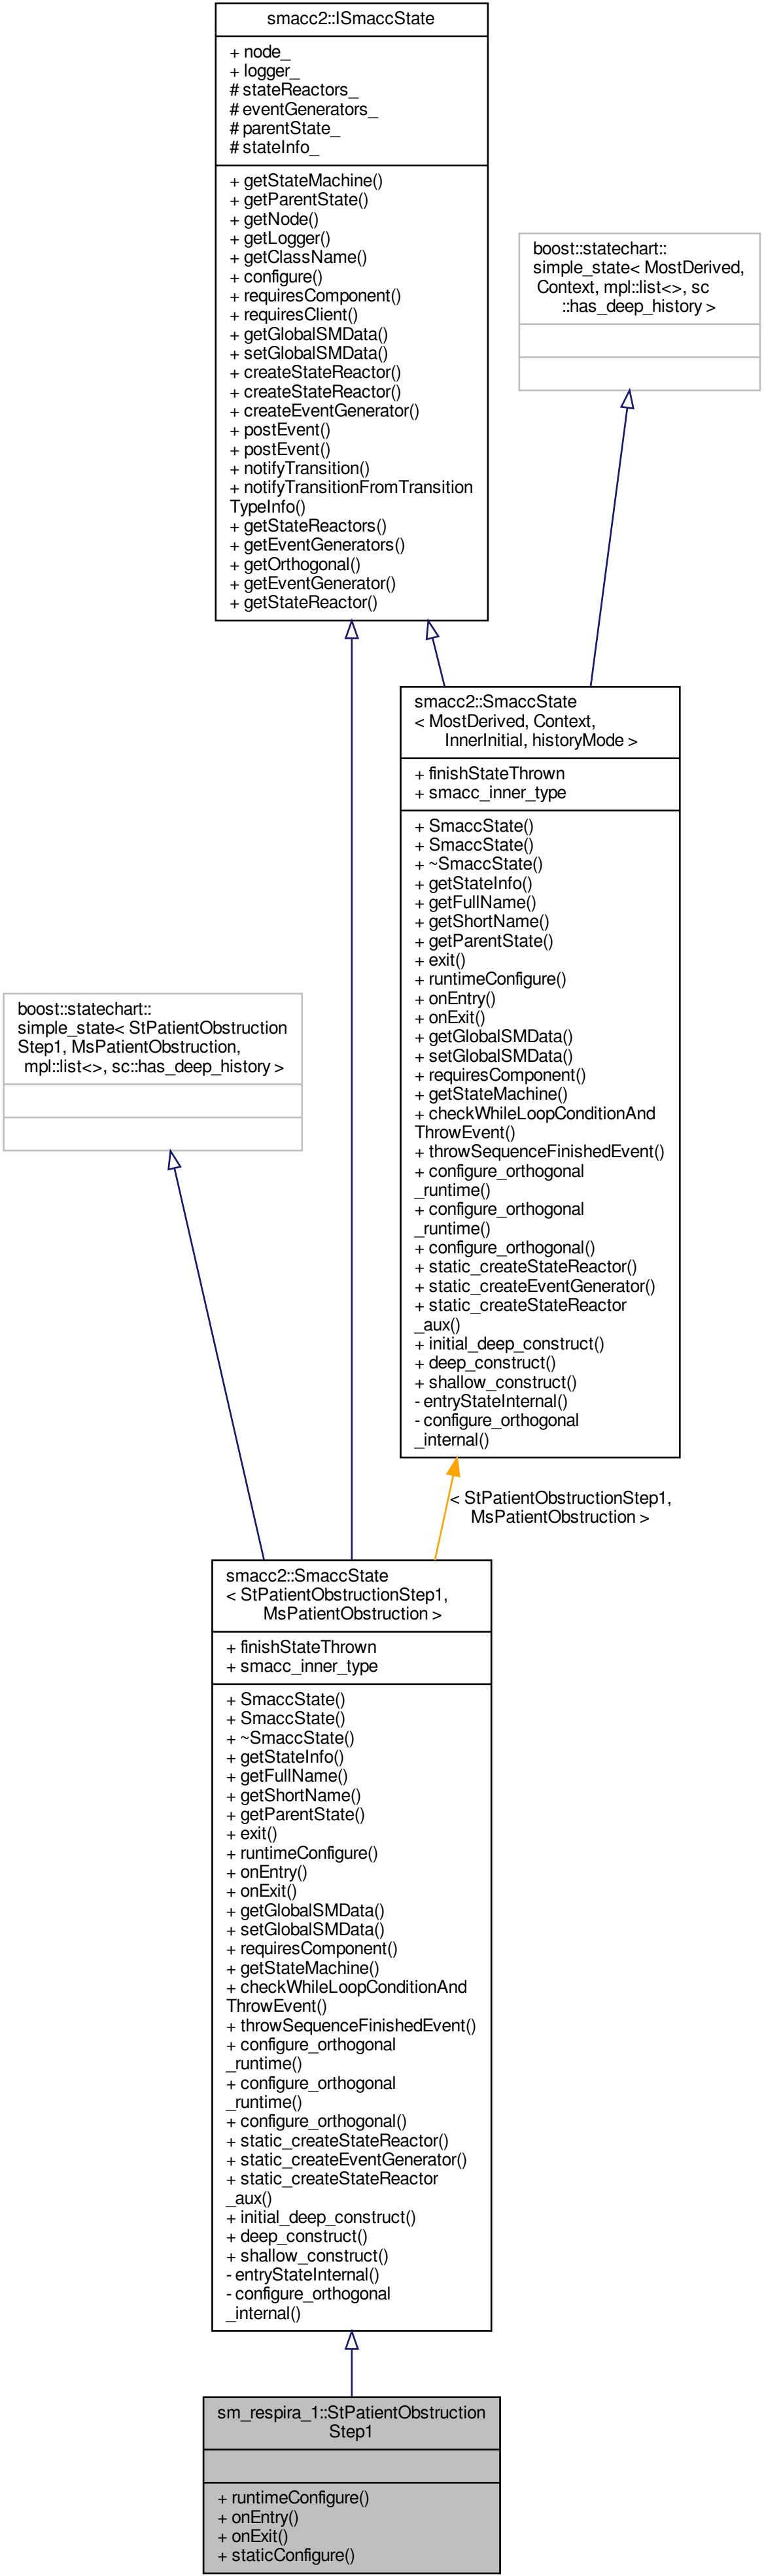 smacc2::ISmaccState
+ node_
+ logger_
# stateReactors_
# eventGenerators_
# parentState_
# stateInfo_
+ getStateMachine()
+ getParentState()
+ getNode()
+ getLogger()
+ getClassName()
+ configure()
+ requiresComponent()
+ requiresClient()
+ getGlobalSMData()
+ setGlobalSMData()
+ createStateReactor()
+ createStateReactor()
+ createEventGenerator()
+ postEvent()
+ postEvent()
+ notifyTransition()
+ notifyTransitionFromTransition
TypeInfo()
+ getStateReactors()
+ getEventGenerators()
+ getOrthogonal()
+ getEventGenerator()
+ getStateReactor()
boost::statechart::
simple_state< MostDerived,
Context, mpl::list<>, sc
::has_deep_history >
smacc2::SmaccState
< MostDerived, Context,
InnerInitial, historyMode >
+ finishStateThrown
+ smacc_inner_type
+ SmaccState()
+ SmaccState()
+ ~SmaccState()
+ getStateInfo()
+ getFullName()
+ getShortName()
+ getParentState()
+ exit()
+ runtimeConfigure()
+ onEntry()
+ onExit()
+ getGlobalSMData()
+ setGlobalSMData()
+ requiresComponent()
+ getStateMachine()
+ checkWhileLoopConditionAnd
ThrowEvent()
+ throwSequenceFinishedEvent()
+ configure_orthogonal
_runtime()
+ configure_orthogonal
_runtime()
+ configure_orthogonal()
+ static_createStateReactor()
+ static_createEventGenerator()
+ static_createStateReactor
_aux()
+ initial_deep_construct()
+ deep_construct()
+ shallow_construct()
- entryStateInternal()
- configure_orthogonal
_internal()
boost::statechart::
simple_state< StPatientObstruction
Step1, MsPatientObstruction,
mpl::list<>, sc::has_deep_history >
< StPatientObstructionStep1,
MsPatientObstruction >
smacc2::SmaccState
< StPatientObstructionStep1,
MsPatientObstruction >
+ finishStateThrown
+ smacc_inner_type
+ SmaccState()
+ SmaccState()
+ ~SmaccState()
+ getStateInfo()
+ getFullName()
+ getShortName()
+ getParentState()
+ exit()
+ runtimeConfigure()
+ onEntry()
+ onExit()
+ getGlobalSMData()
+ setGlobalSMData()
+ requiresComponent()
+ getStateMachine()
+ checkWhileLoopConditionAnd
ThrowEvent()
+ throwSequenceFinishedEvent()
+ configure_orthogonal
_runtime()
+ configure_orthogonal
_runtime()
+ configure_orthogonal()
+ static_createStateReactor()
+ static_createEventGenerator()
+ static_createStateReactor
_aux()
+ initial_deep_construct()
+ deep_construct()
+ shallow_construct()
- entryStateInternal()
- configure_orthogonal
_internal()
sm_respira_1::StPatientObstruction
Step1
+ runtimeConfigure()
+ onEntry()
+ onExit()
+ staticConfigure()